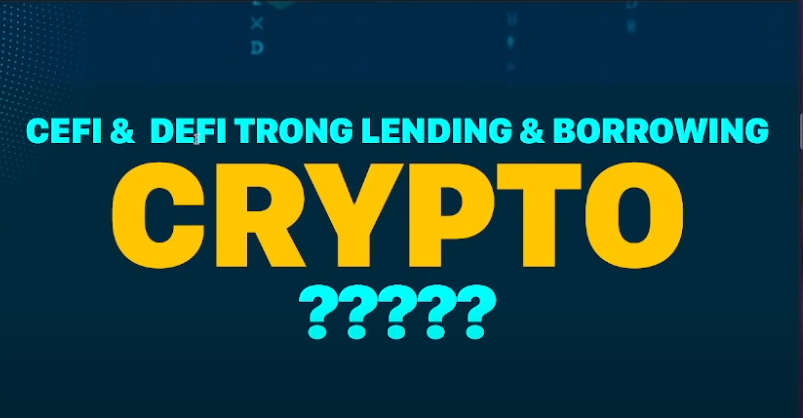 CEFI & DEFI TRONG LENDING & BORROWING
CRYPTO
?????